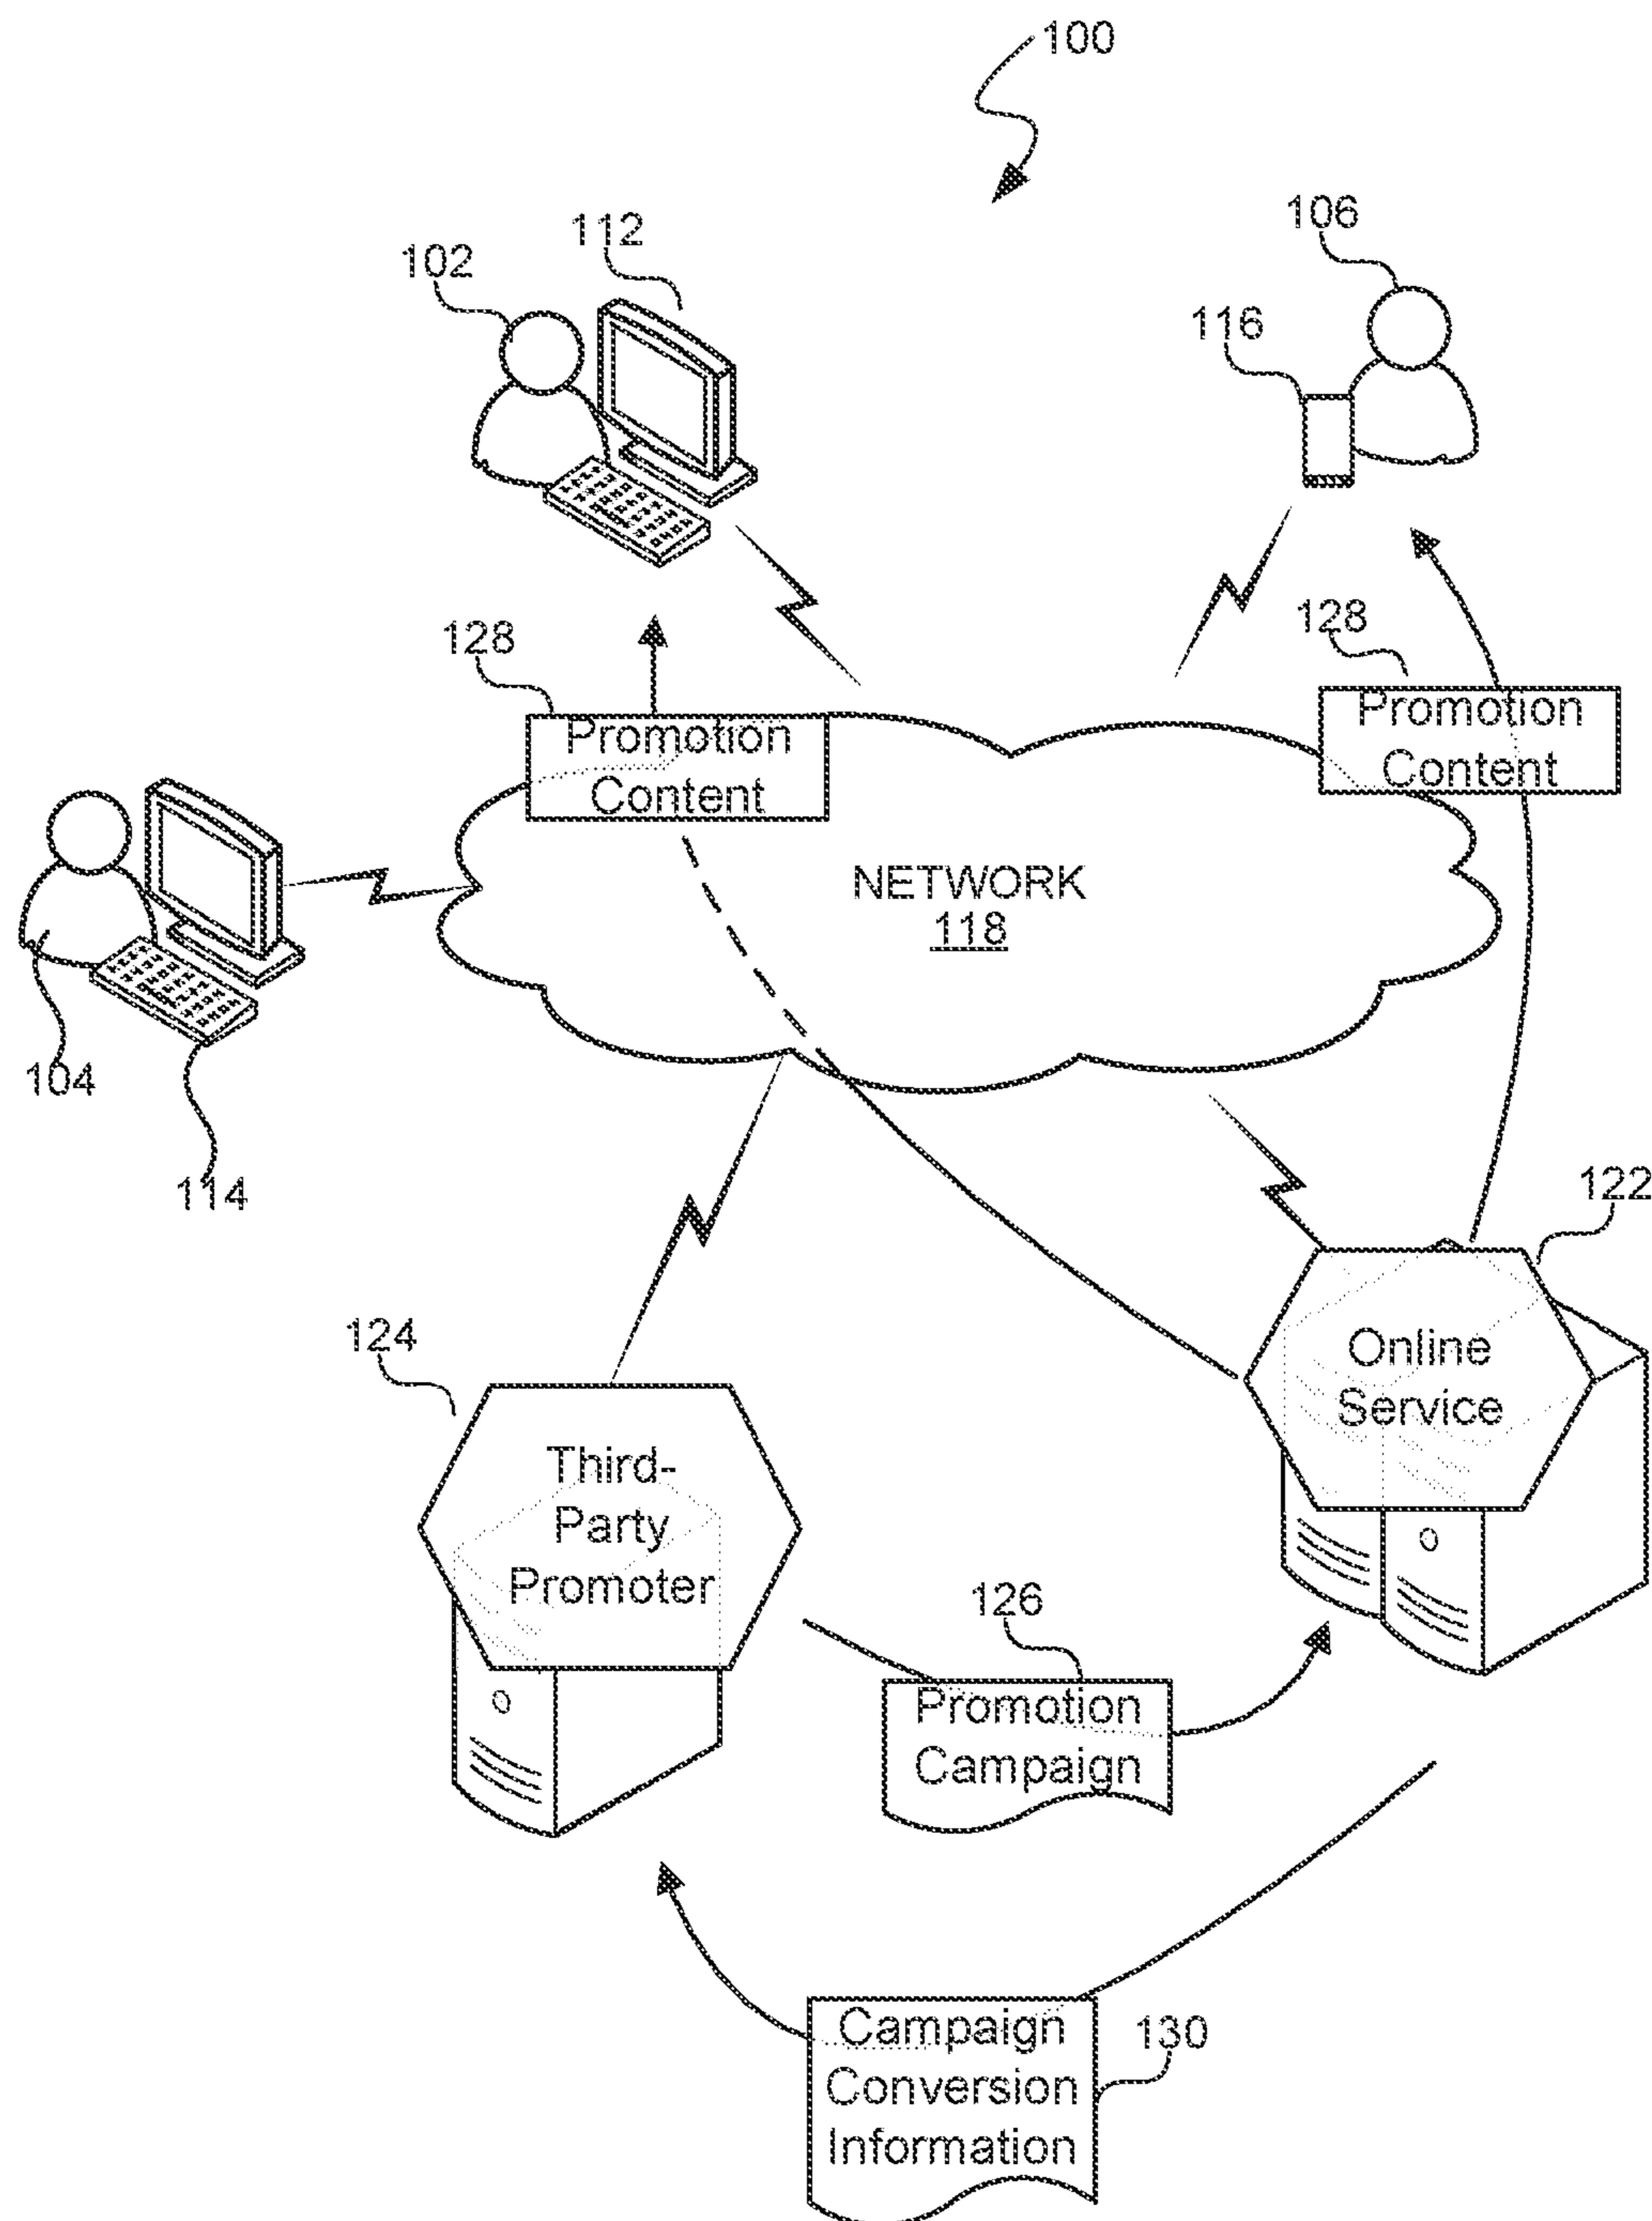 100
106
112
102
116
128
128
Promotion
Content
Promotion
Content
NETWORK
118
104
114
122
124
Online
Service
Third-
Party
Promoter
126
Promotion
Campaign
Campaign
Conversion
Information
130